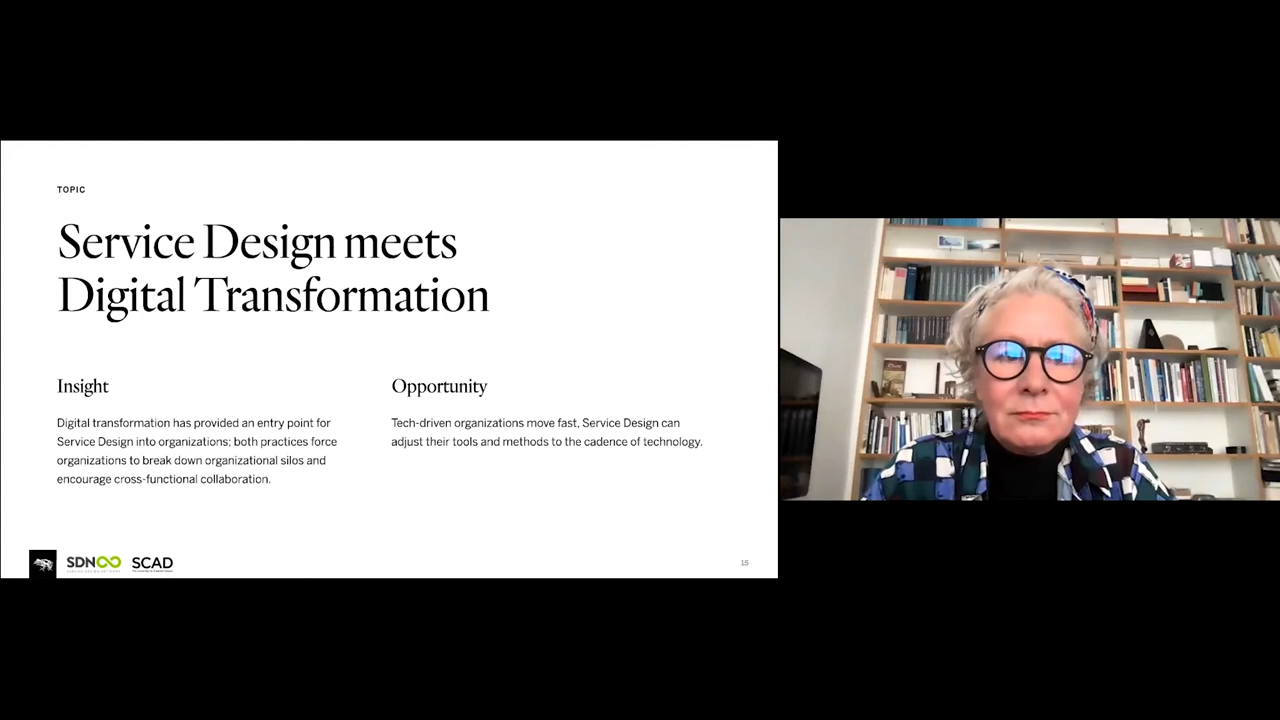 TOPIC
Service Design meets
Digital Transformation
Insight
Digital transformation has provided an entry point for
Service Design into organizations; both practices force
organizations to break down organizational silos and
encourage cross-functional collaboration.
Opportunity
Tech-driven organizations move fast, Service Design can
adjust their tools and methods to the cadence of technology.
SDN
SCAD
15